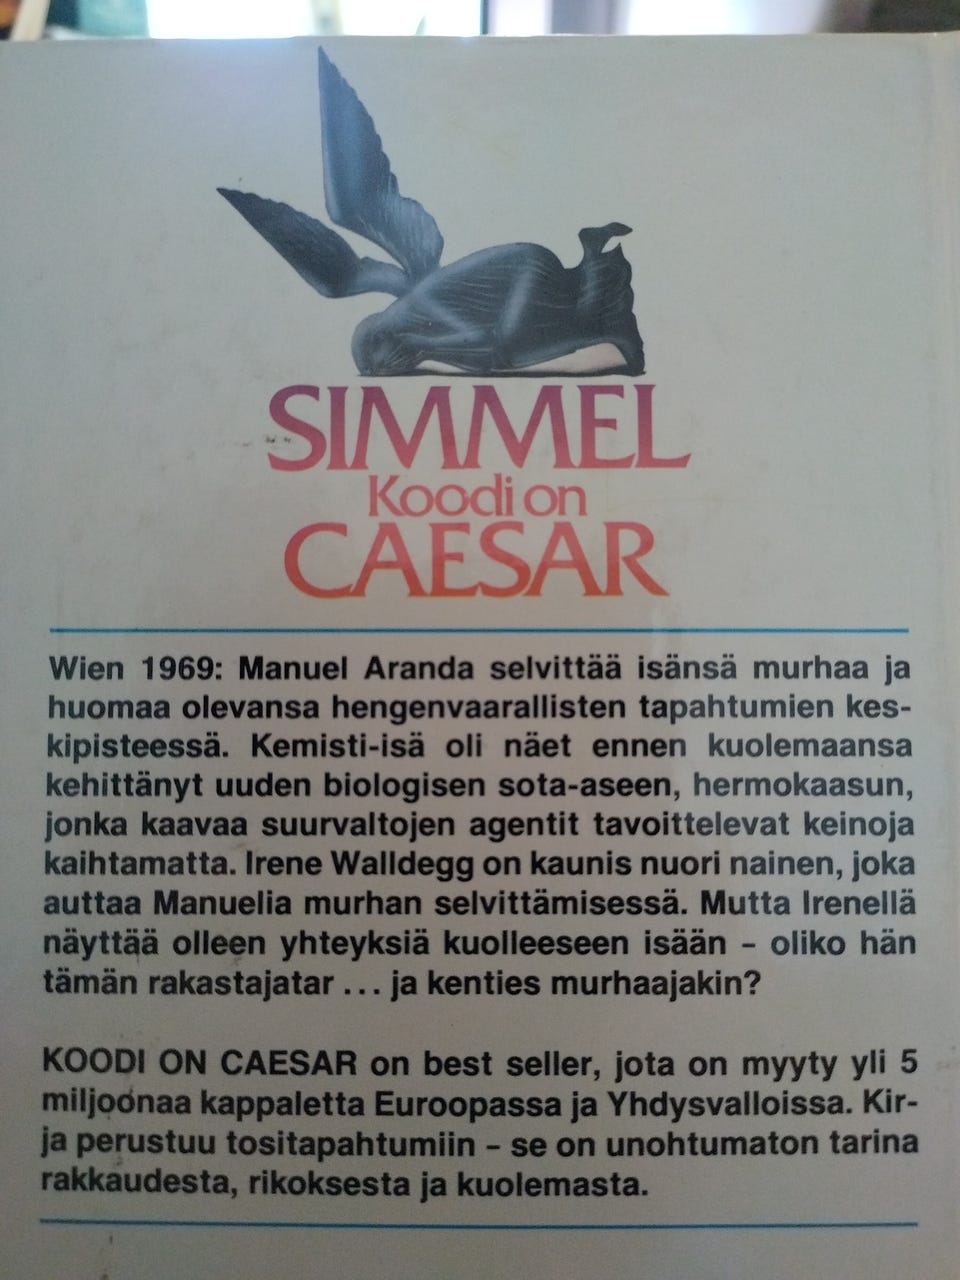 SIMMEL
Koodi on
CAESAR
Wien 1969: Manuel Aranda selvittää isänsä murhaa ja
huomaa olevansa hengenvaarallisten tapahtumien kes-
kipisteessä. Kemisti-isä oli näet ennen kuolemaansa
kehittänyt uuden biologisen sota-aseen, hermokaasun,
jonka kaavaa suurvaltojen agentit tavoittelevat keinoja
kaihtamatta. Irene Walldegg on kaunis nuori nainen, joka
auttaa Manuelia murhan selvittämisessä. Mutta Irenellä
näyttää olleen yhteyksiä kuolleeseen isään – oliko hän
tämän rakastajatar ... ja kenties murhaajakin?
KOODI ON CAESAR on best seller, jota on myyty yli 5
miljoonaa kappaletta Euroopassa ja Yhdysvalloissa. Kir-
ja perustuu tositapahtumiin – se on unohtumaton tarina
rakkaudesta, rikoksesta ja kuolemasta.